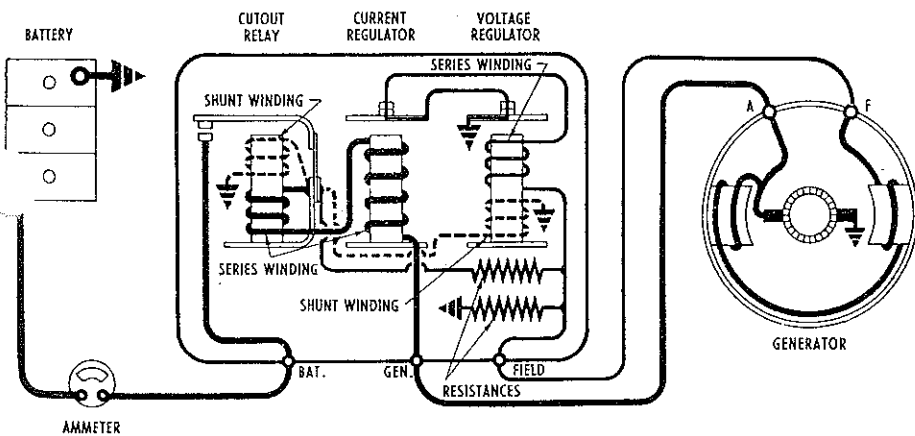 CUTOUT
RELAY
CURRENT
REGULATOR
VOLTAGE
REGULATOR
BATTERY
SERIES WINDING
SHUNT WINDING
A
F
SERIES WINDING
SHUNT WINDING
BAT.
GEN.
FIELD
RESISTANCES
GENERATOR
AMMETER